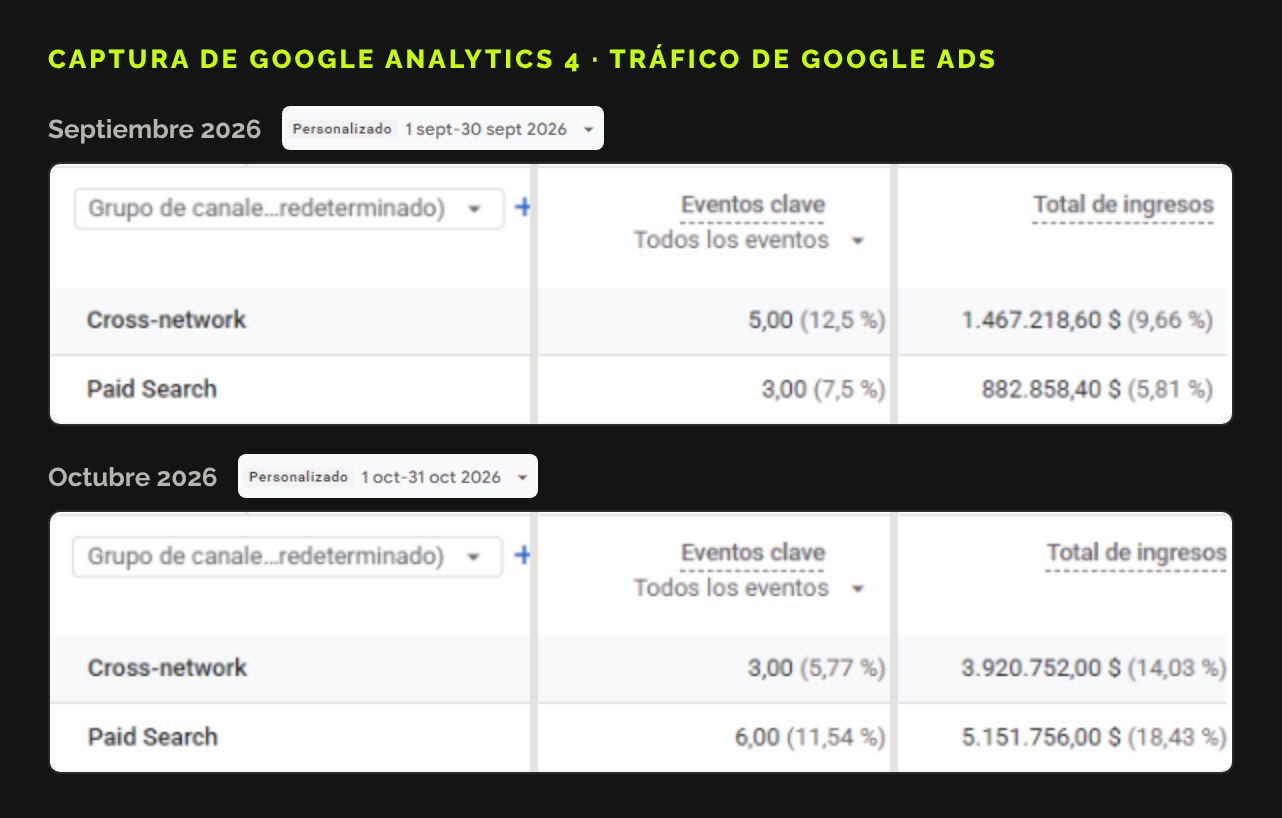 CAPTURA DE GOOGLE ANALYTICS 4 · TRÁFICO DE GOOGLE ADS
Septiembre 2026 Personalizado 1 sept-30 sept 2026
Grupo de canale...redeterminado) + Eventos clave Total de ingresos
Todos los eventos
Cross-network 5,00 (12,5 %) 1.467.218,60 $ (9,66 %)
Paid Search 3,00 (7,5 %) 882.858,40 $ (5,81 %)
Octubre 2026 Personalizado 1 oct-31 oct 2026
Grupo de canale...redeterminado) + Eventos clave Total de ingresos
Todos los eventos
Cross-network 3,00 (5,77 %) 3.920.752,00 $ (14,03 %)
Paid Search 6,00 (11,54 %) 5.151.756,00 $ (18,43 %)